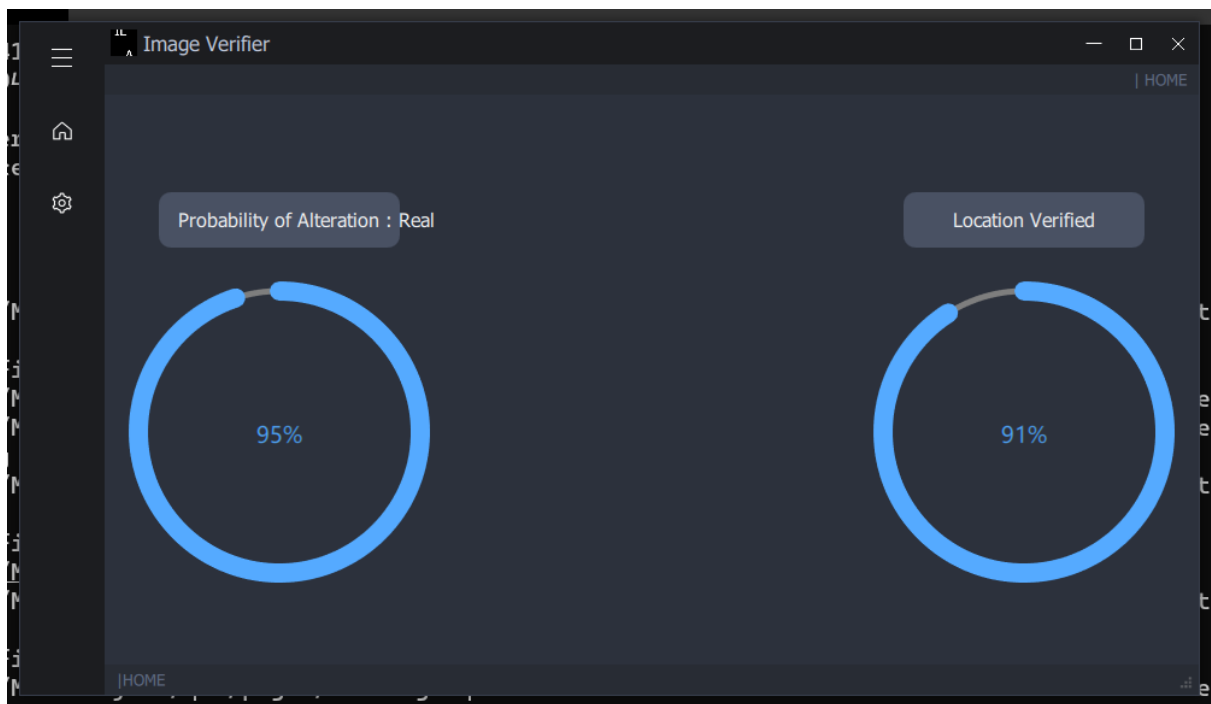 Image Verifier
| HOME
Probability of Alteration : Real
Location Verified
95%
91%
|HOME